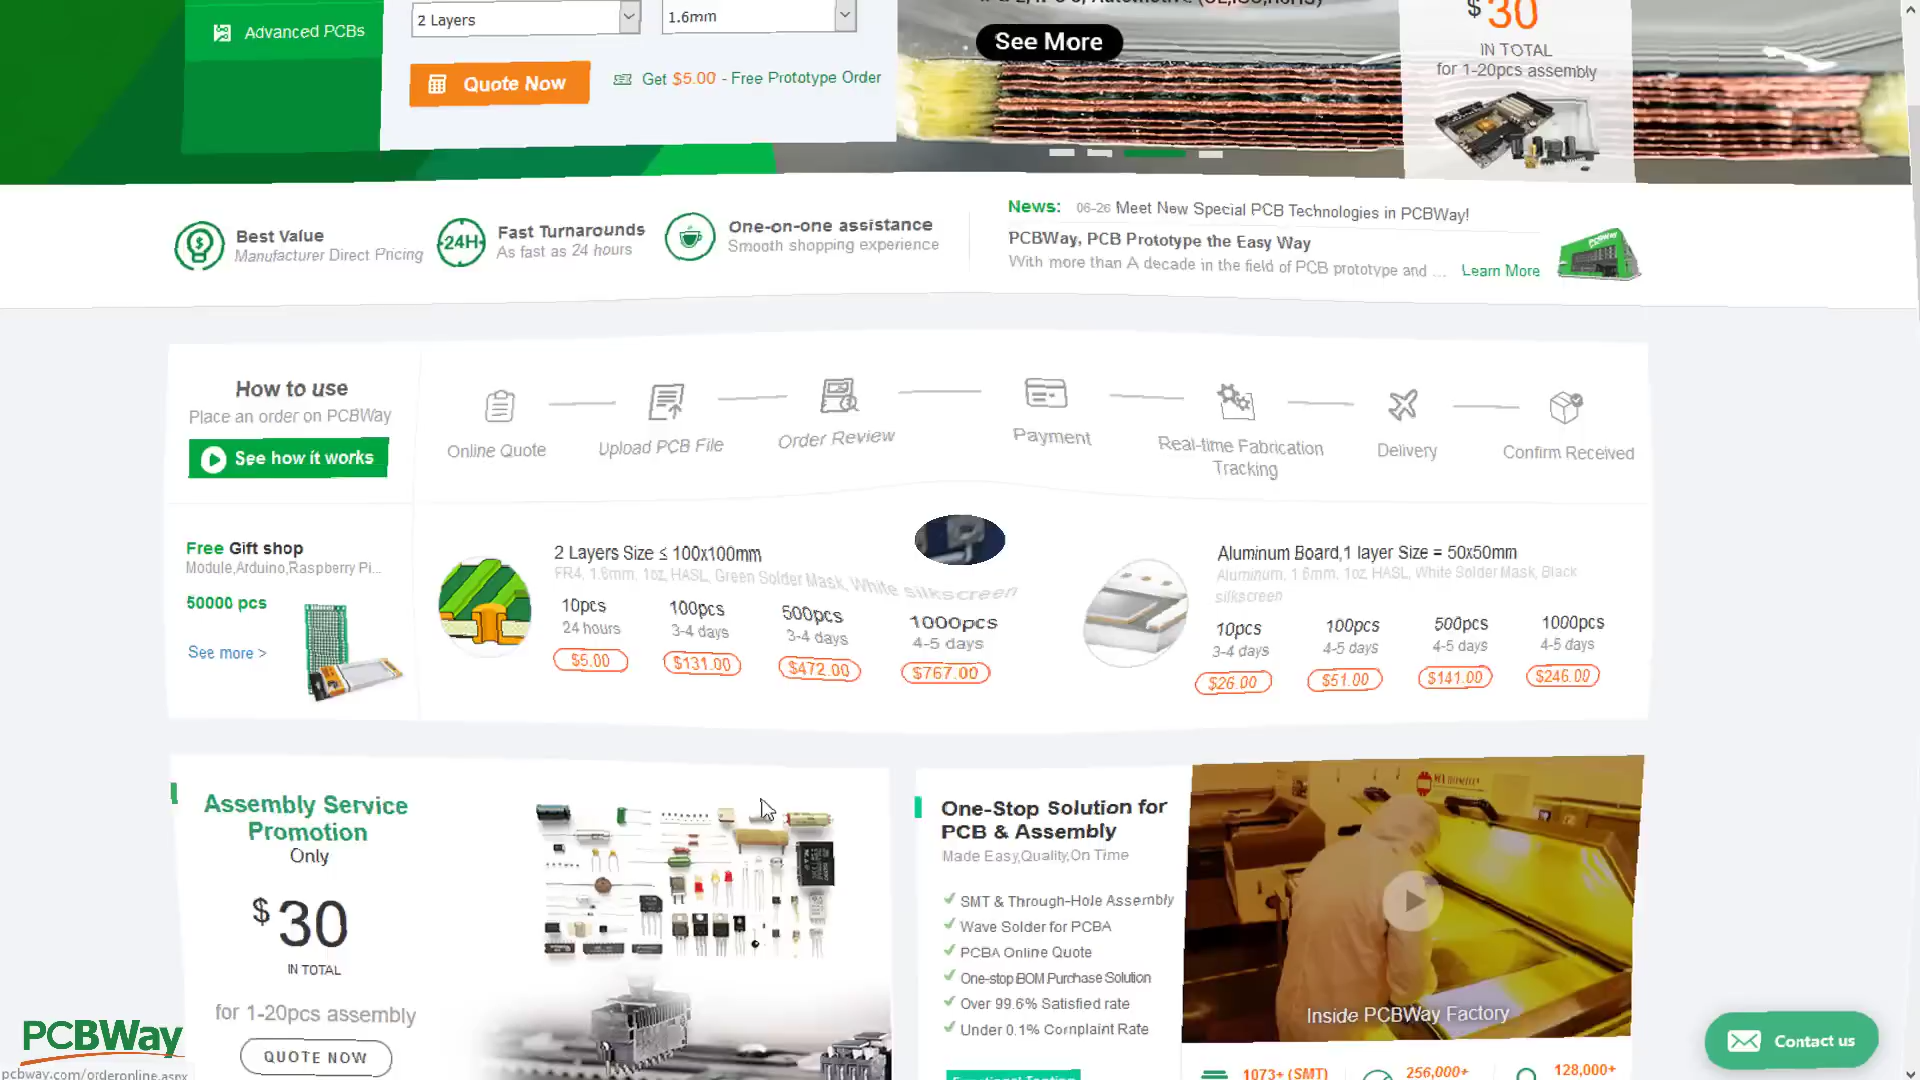 Advanced PCBs
2 Layers
1.6mm
Quote Now
Get $5.00 - Free Prototype Order
See More
$30
IN TOTAL
for 1-20pcs assembly
Best Value
Manufacturer Direct Pricing
24H
Fast Turnarounds
As fast as 24 hours
One-on-one assistance
Smooth shopping experience
News: 06-26 Meet New Special PCB Technologies in PCBWay!
PCBWay, PCB Prototype the Easy Way
With more than A decade in the field of PCB prototype and ... Learn More
PCBWay
How to use
Place an order on PCBWay
See how it works
Online Quote
Upload PCB File
Order Review
Payment
Real-time Fabrication
Tracking
Delivery
Confirm Received
Free Gift shop
Module,Arduino,Raspberry Pi...
50000 pcs
See more >
2 Layers Size ≤ 100x100mm
FR4, 1.6mm, 1oz, HASL, Green Solder Mask, White silkscreen
10pcs 100pcs 500pcs 1000pcs
24 hours 3-4 days 3-4 days 4-5 days
$5.00 $131.00 $472.00 $767.00
Aluminum Board,1 layer Size = 50x50mm
Aluminum, 1.6mm, 1oz, HASL, White Solder Mask, Black
silkscreen
10pcs 100pcs 500pcs 1000pcs
3-4 days 4-5 days 4-5 days 4-5 days
$26.00 $51.00 $141.00 $246.00
Assembly Service
Promotion
Only
$30
IN TOTAL
for 1-20pcs assembly
QUOTE NOW
One-Stop Solution for
PCB & Assembly
Made Easy,Quality,On Time
SMT & Through-Hole Assembly
Wave Solder for PCBA
PCBA Online Quote
One-stop BOM Purchase Solution
Over 99.6% Satisfied rate
Under 0.1% Complaint Rate
Inside PCBWay Factory
1073+ (SMT)
256,000+
128,000+
Contact us
PCBWay
pcbway.com/orderonline.aspx